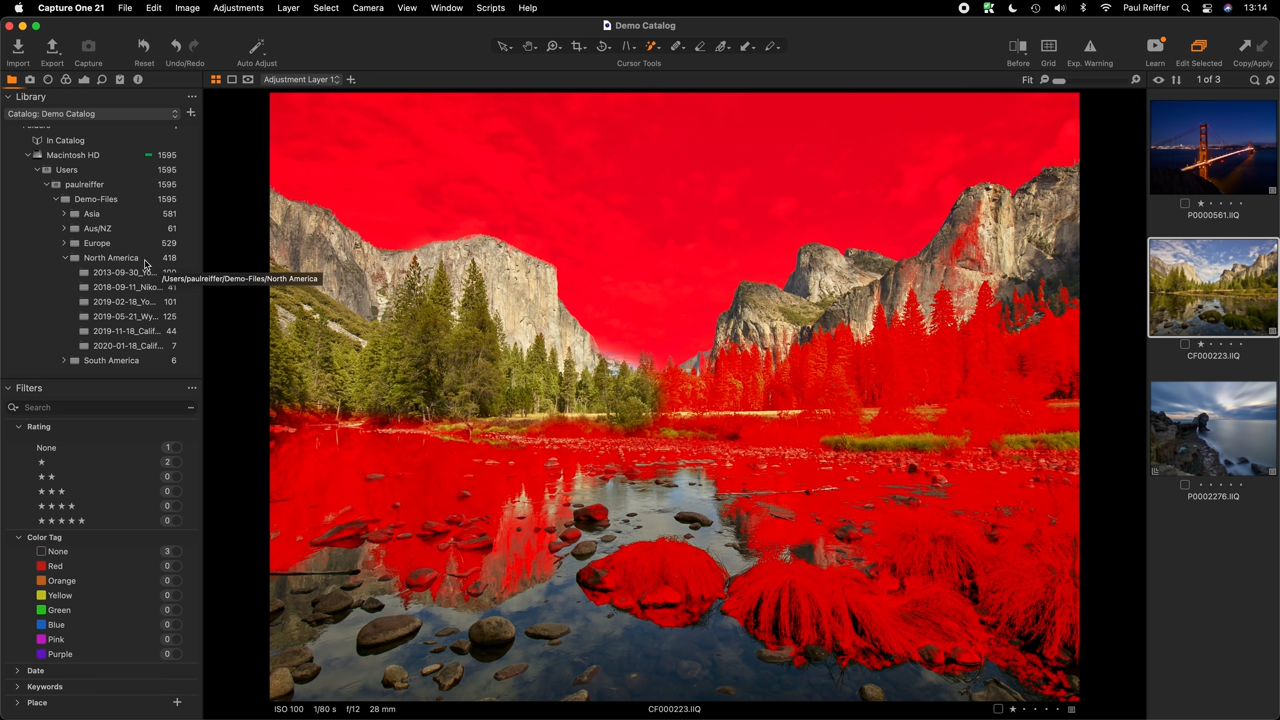 Capture One 21 File Edit Image Adjustments Layer Select Camera View Window Scripts Help Paul Reiffer 13:14
Demo Catalog
Import Export Capture Reset Undo/Redo Auto Adjust Cursor Tools Before Grid Exp. Warning Learn Edit Selected Copy/Apply
Adjustment Layer 1 Fit 1 of 3
Library
Catalog: Demo Catalog
In Catalog
Macintosh HD 1595
Users 1595
paulreiffer 1595
Demo-Files 1595
Asia 581
Aus/NZ 61
Europe 529
North America 418
2013-09-30_Yo...
/Users/paulreiffer/Demo-Files/North America
2018-09-11_Niko... 41
2019-02-18_Yo... 101
2019-05-21_Wy... 125
2019-11-18_Calif... 44
2020-01-18_Calif... 7
South America 6
Filters
Search
Rating
None 1
★ 2
★★ 0
★★★ 0
★★★★ 0
★★★★★ 0
Color Tag
None 3
Red 0
Orange 0
Yellow 0
Green 0
Blue 0
Pink 0
Purple 0
Date
Keywords
Place
ISO 100 1/80 s f/12 28 mm CF000223.IIQ
P0000561.IIQ
CF000223.IIQ
P0002276.IIQ